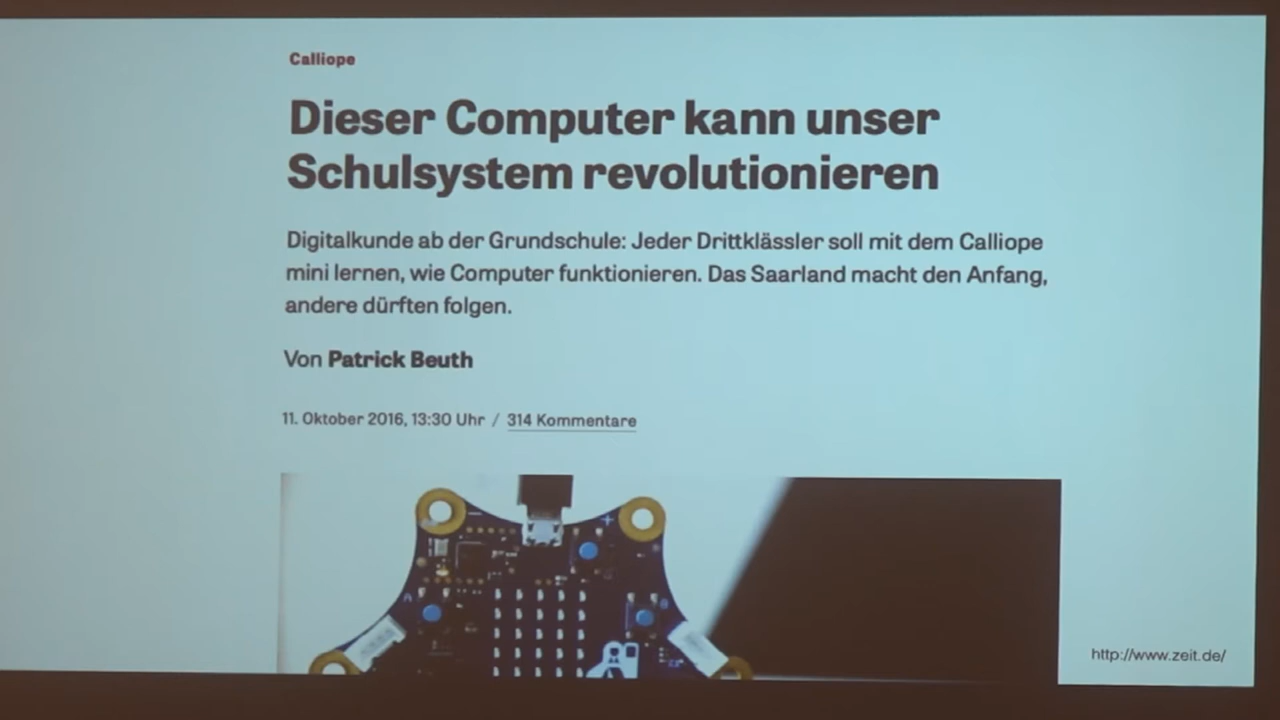 Calliope
Dieser Computer kann unser
Schulsystem revolutionieren
Digitalkunde ab der Grundschule: Jeder Drittklässler soll mit dem Calliope
mini lernen, wie Computer funktionieren. Das Saarland macht den Anfang,
andere dürften folgen.
Von Patrick Beuth
11. Oktober 2016, 13:30 Uhr / 314 Kommentare
- +
A B
http://www.zeit.de/